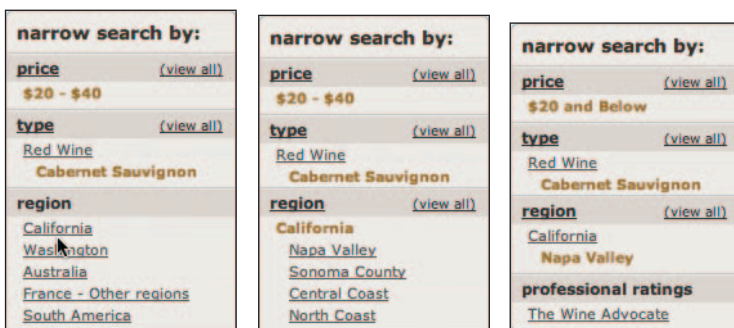 narrow search by:
price (view all)
$20 - $40
type (view all)
Red Wine
Cabernet Sauvignon
region
California
Washington
Australia
France - Other regions
South America
narrow search by:
price (view all)
$20 - $40
type (view all)
Red Wine
Cabernet Sauvignon
region (view all)
California
Napa Valley
Sonoma County
Central Coast
North Coast
narrow search by:
price (view all)
$20 and Below
type (view all)
Red Wine
Cabernet Sauvignon
region (view all)
California
Napa Valley
professional ratings
The Wine Advocate